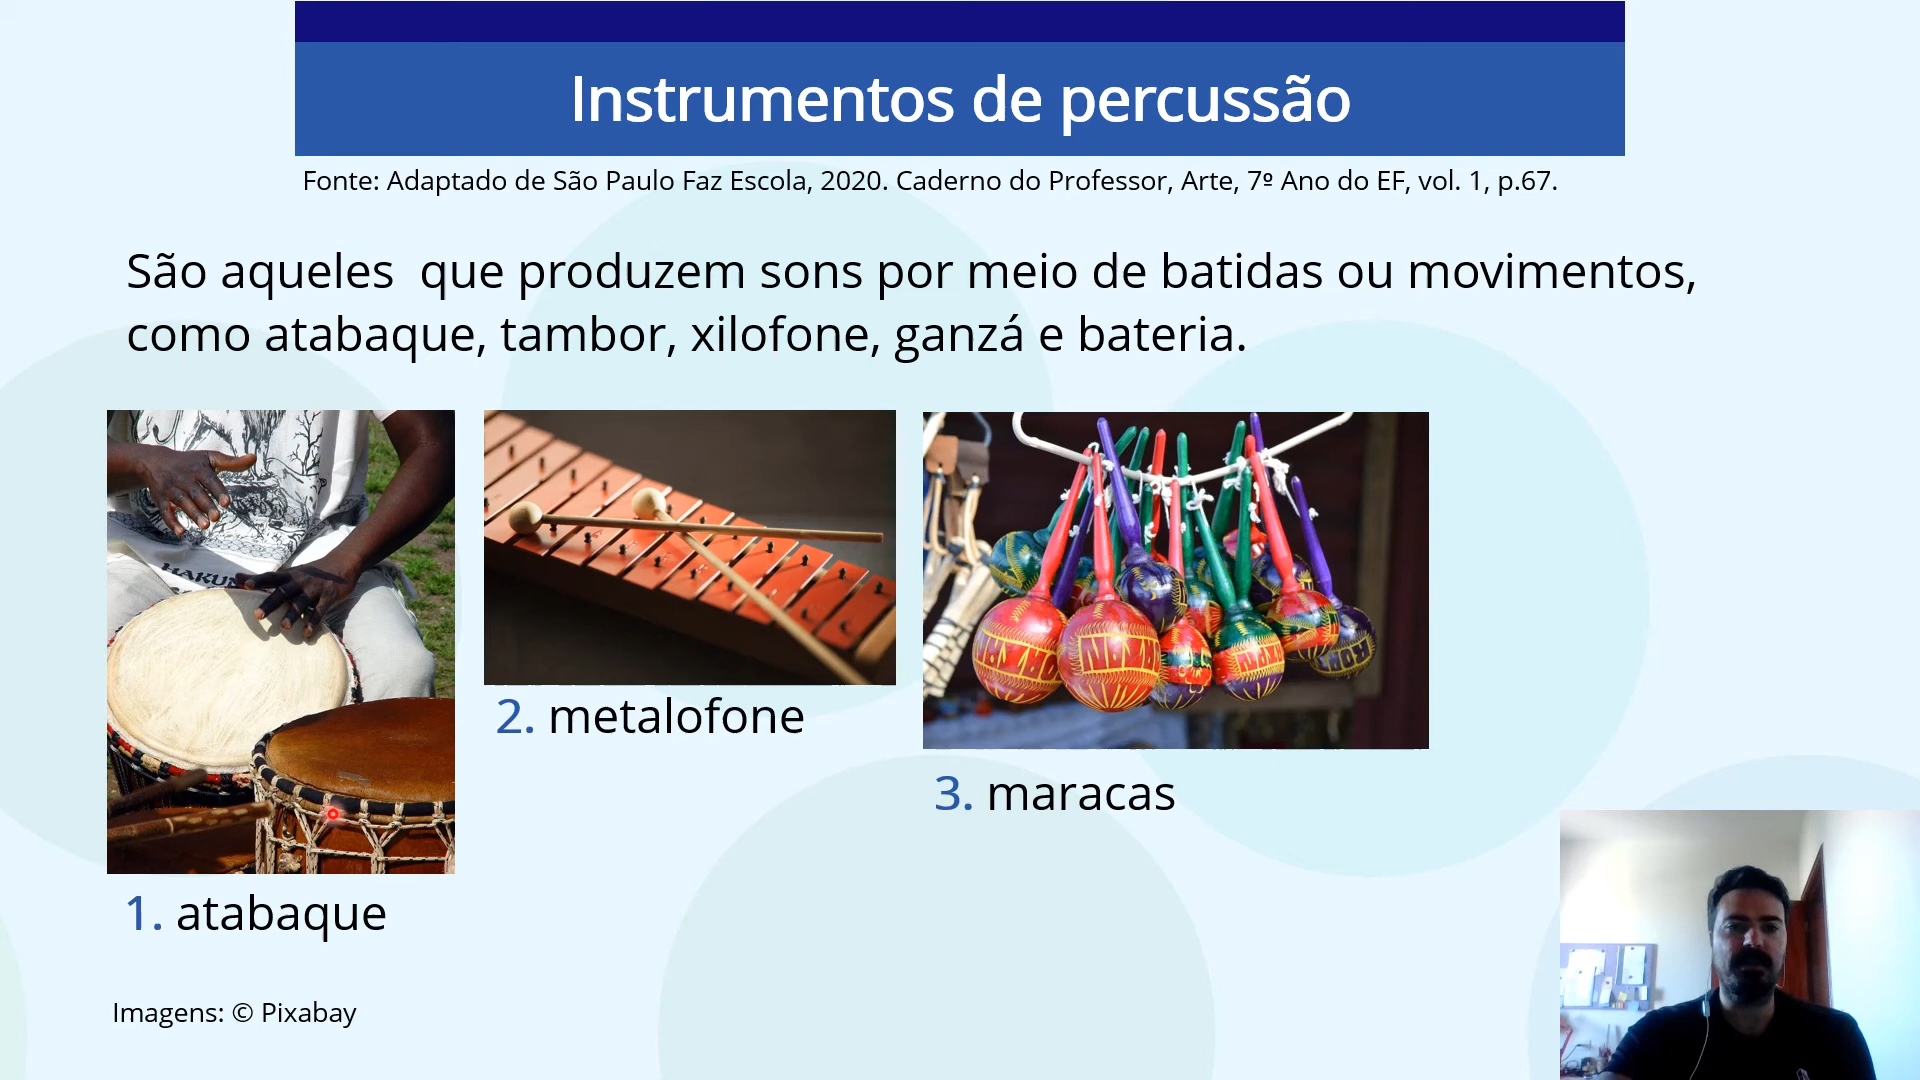 Instrumentos de percussão
Fonte: Adaptado de São Paulo Faz Escola, 2020. Caderno do Professor, Arte, 7º Ano do EF, vol. 1, p.67.
São aqueles que produzem sons por meio de batidas ou movimentos,
como atabaque, tambor, xilofone, ganzá e bateria.
HAKUN
2. metalofone
3. maracas
1. atabaque
Imagens: © Pixabay